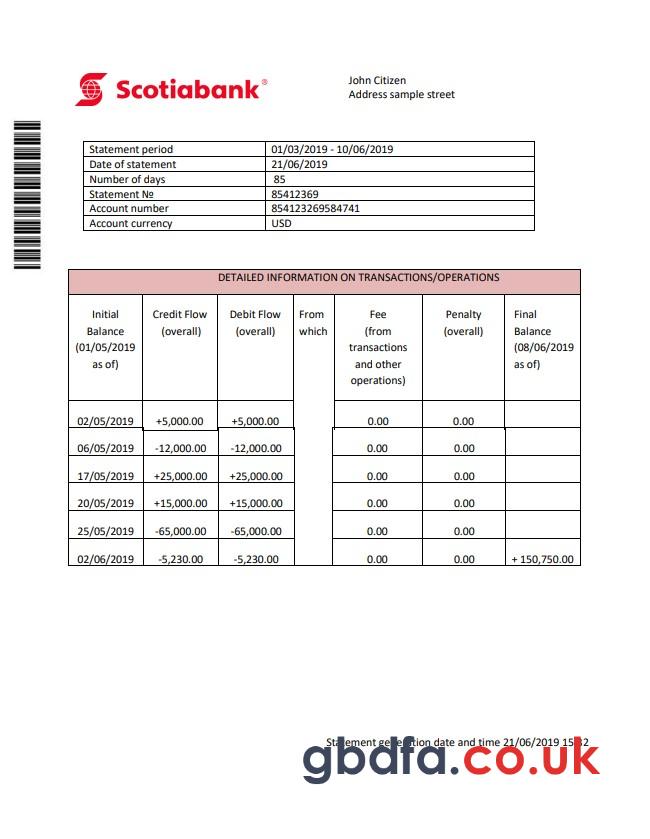 Scotiabank®
John Citizen
Address sample street
Statement period 01/03/2019 - 10/06/2019
Date of statement 21/06/2019
Number of days 85
Statement № 85412369
Account number 854123269584741
Account currency USD
DETAILED INFORMATION ON TRANSACTIONS/OPERATIONS
Initial Balance (01/05/2019 as of) Credit Flow (overall) Debit Flow (overall) From which Fee (from transactions and other operations) Penalty (overall) Final Balance (08/06/2019 as of)
02/05/2019 +5,000.00 +5,000.00 0.00 0.00
06/05/2019 -12,000.00 -12,000.00 0.00 0.00
17/05/2019 +25,000.00 +25,000.00 0.00 0.00
20/05/2019 +15,000.00 +15,000.00 0.00 0.00
25/05/2019 -65,000.00 -65,000.00 0.00 0.00
02/06/2019 -5,230.00 -5,230.00 0.00 0.00 + 150,750.00
Statement generation date and time 21/06/2019
gbdfa.co.uk